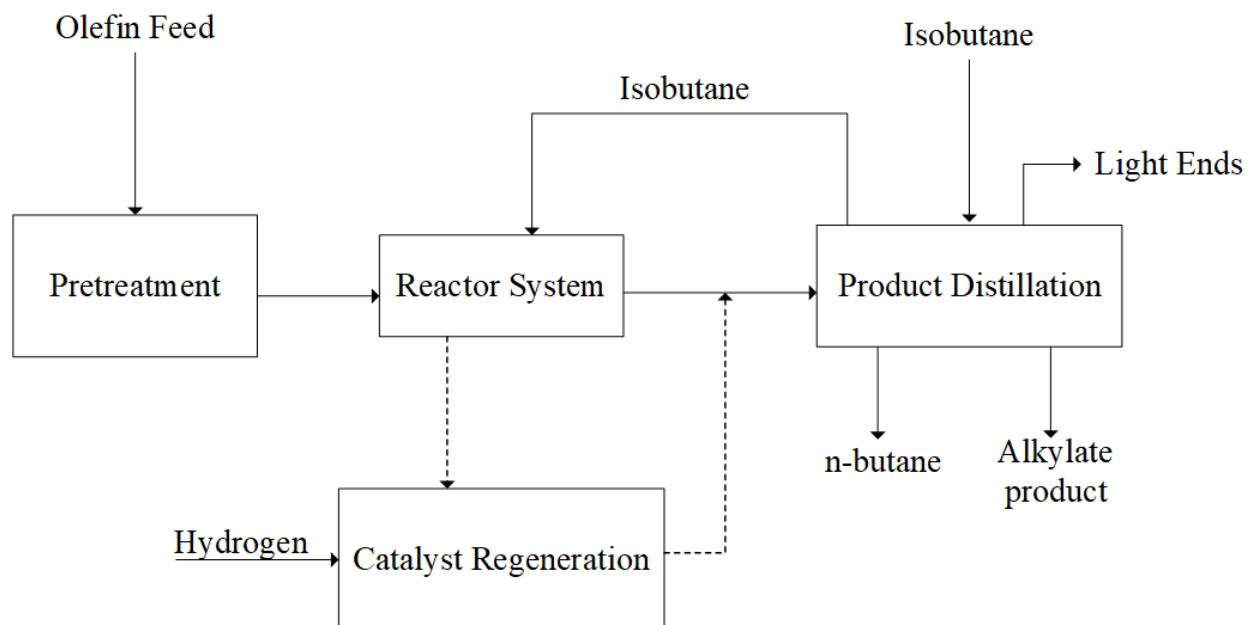 Olefin Feed
Isobutane
Isobutane
Light Ends
Pretreatment
Reactor System
Product Distillation
n-butane
Alkylate
product
Hydrogen
Catalyst Regeneration